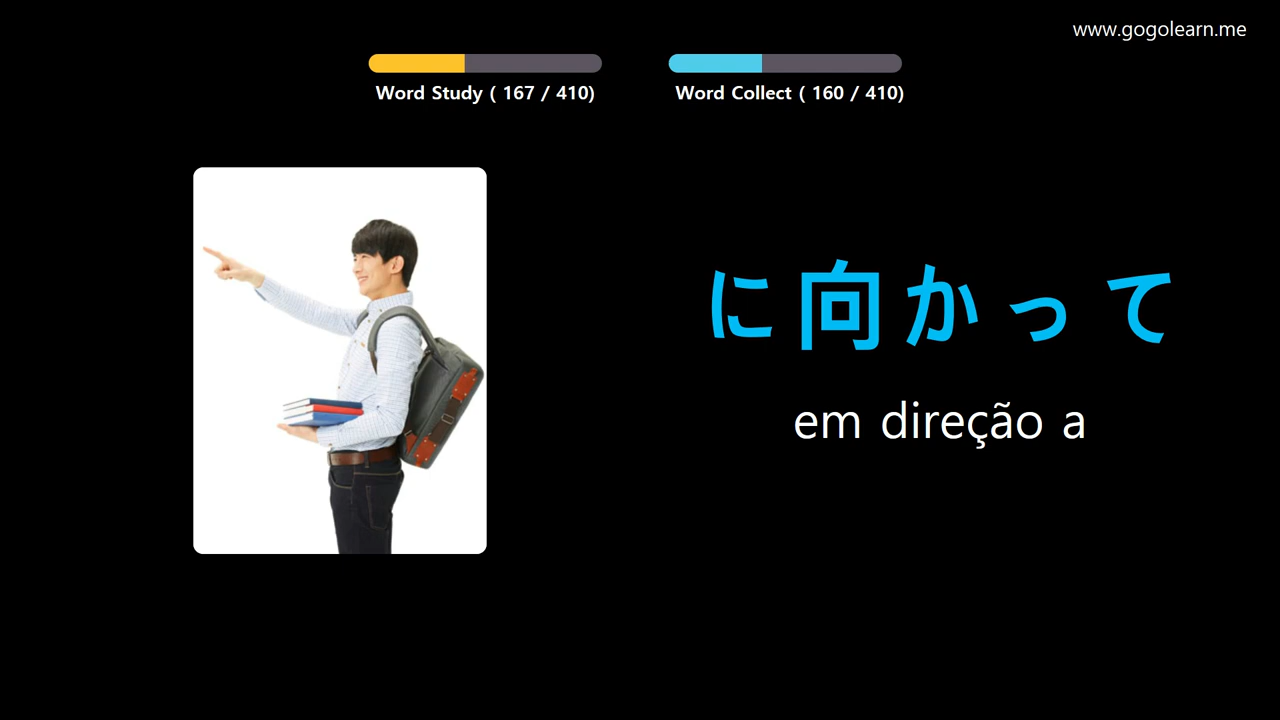 www.gogolearn.me
Word Study ( 167 / 410)
Word Collect ( 160 / 410)
に向かって
em direção a